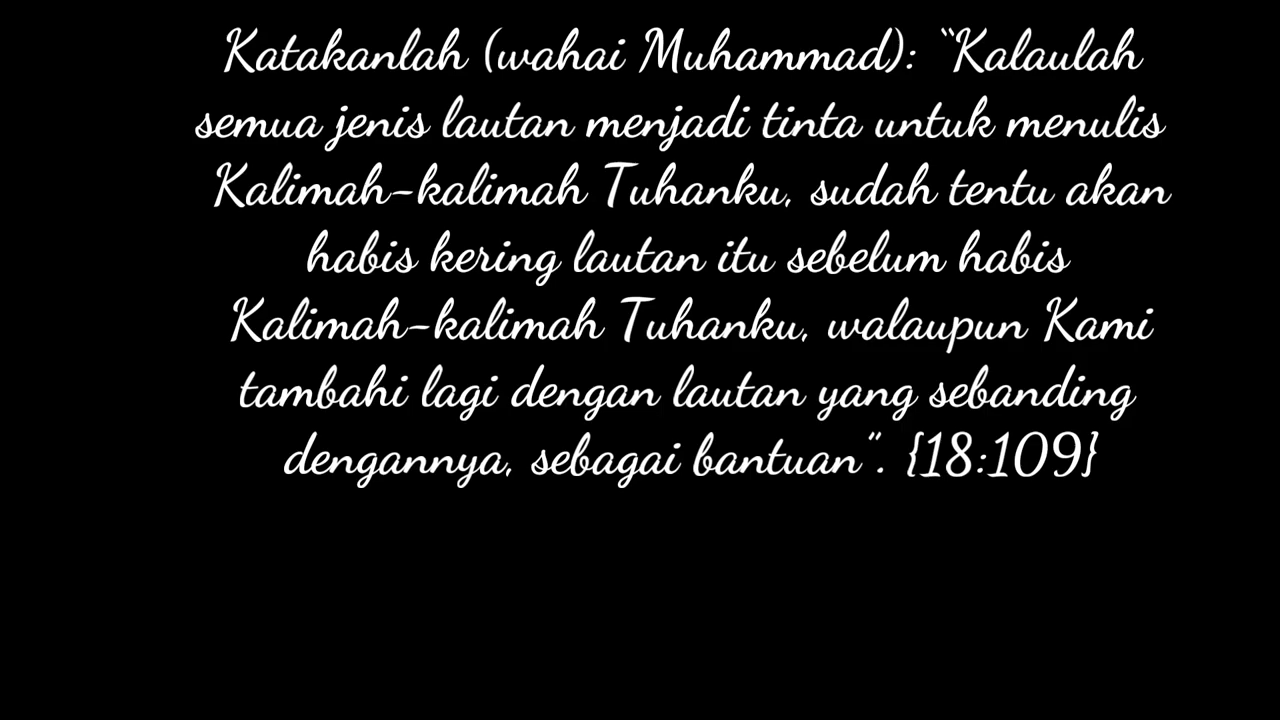 Katakanlah (wahai Muhammad): “Kalaulah
semua jenis lautan menjadi tinta untuk menulis
Kalimah-kalimah Tuhanku, sudah tentu akan
habis kering lautan itu sebelum habis
Kalimah-kalimah Tuhanku, walaupun Kami
tambahi lagi dengan lautan yang sebanding
dengannya, sebagai bantuan”. {18:109}